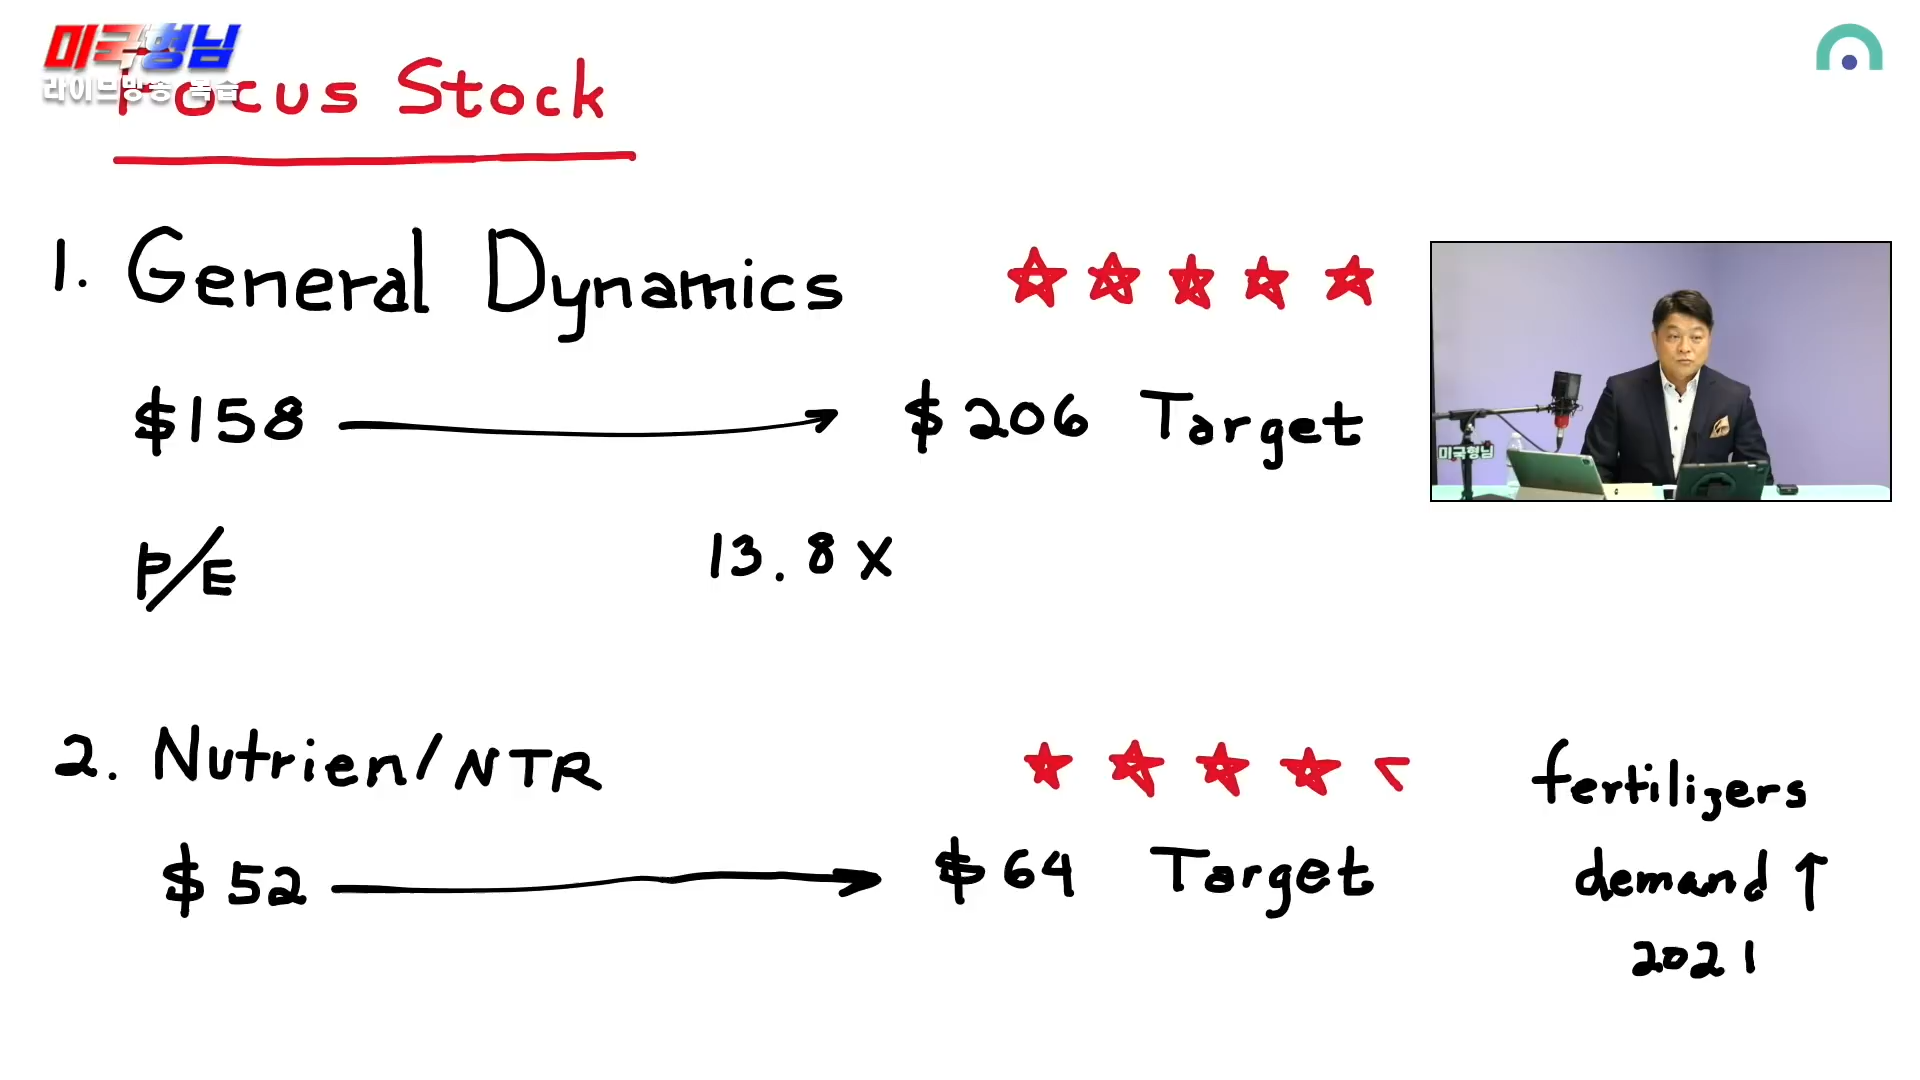 미국형님
라이브방송 복습
Focus Stock
1. General Dynamics
$158 $206 Target
P/E 13.8x
미국형님
2. Nutrien/NTR
$52 $64 Target
fertilizers
demand ↑
2021